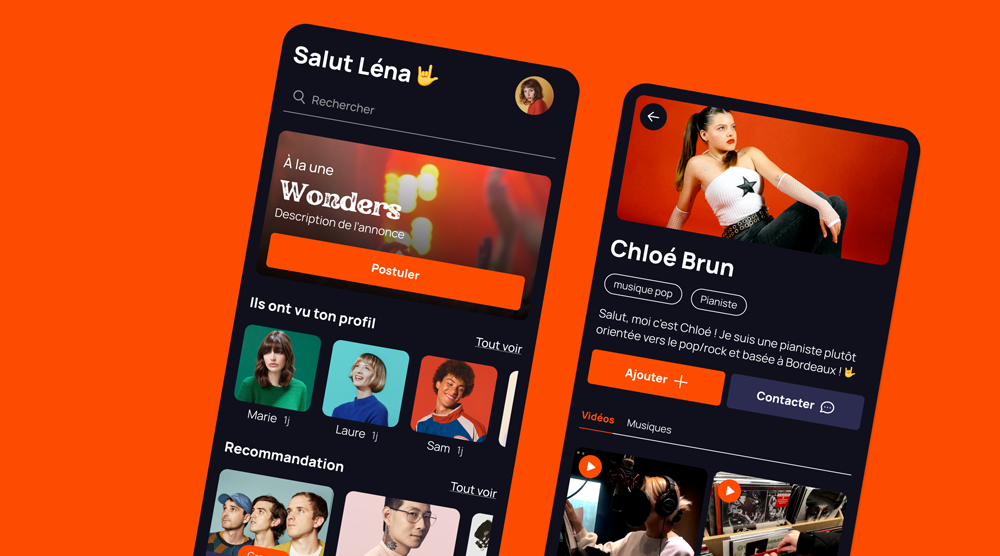 Salut Léna 🤟
Rechercher
À la une
Wonders
Description de l'annonce
Postuler
Ils ont vu ton profil
Tout voir
Marie 1j
Laure 1j
Sam 1j
Recommandation
Tout voir
Chloé Brun
musique pop
Pianiste
Salut, moi c'est Chloé ! Je suis une pianiste plutôt
orientée vers le pop/rock et basée à Bordeaux ! 🤟
Ajouter
Contacter
Vidéos
Musiques